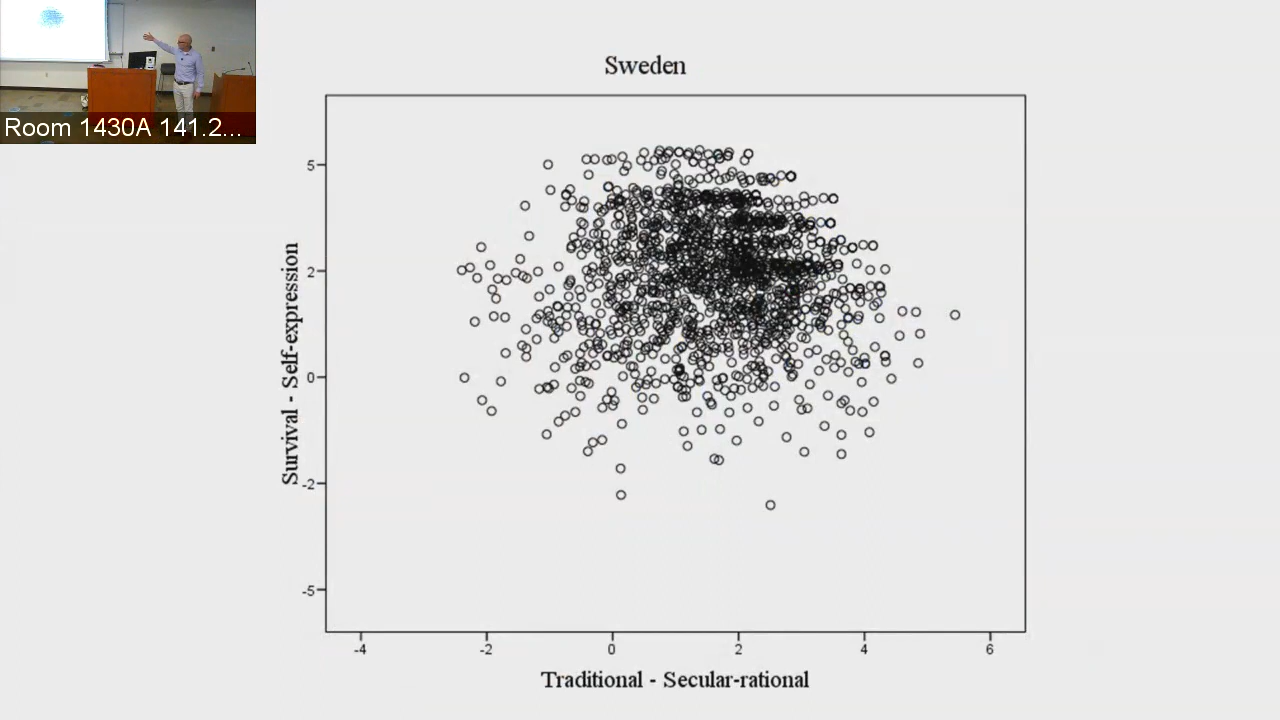 Room 1430A 141.2...
Sweden
Survival - Self-expression
5
2
0
-2
-5
-4
-2
0
2
4
6
Traditional - Secular-rational